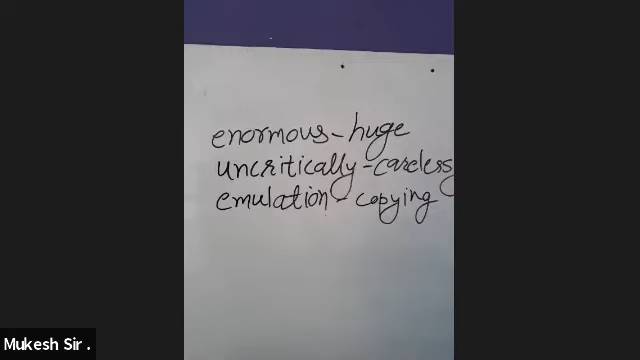 enormous - huge
uncritically - careless
emulation - copying
Mukesh Sir .